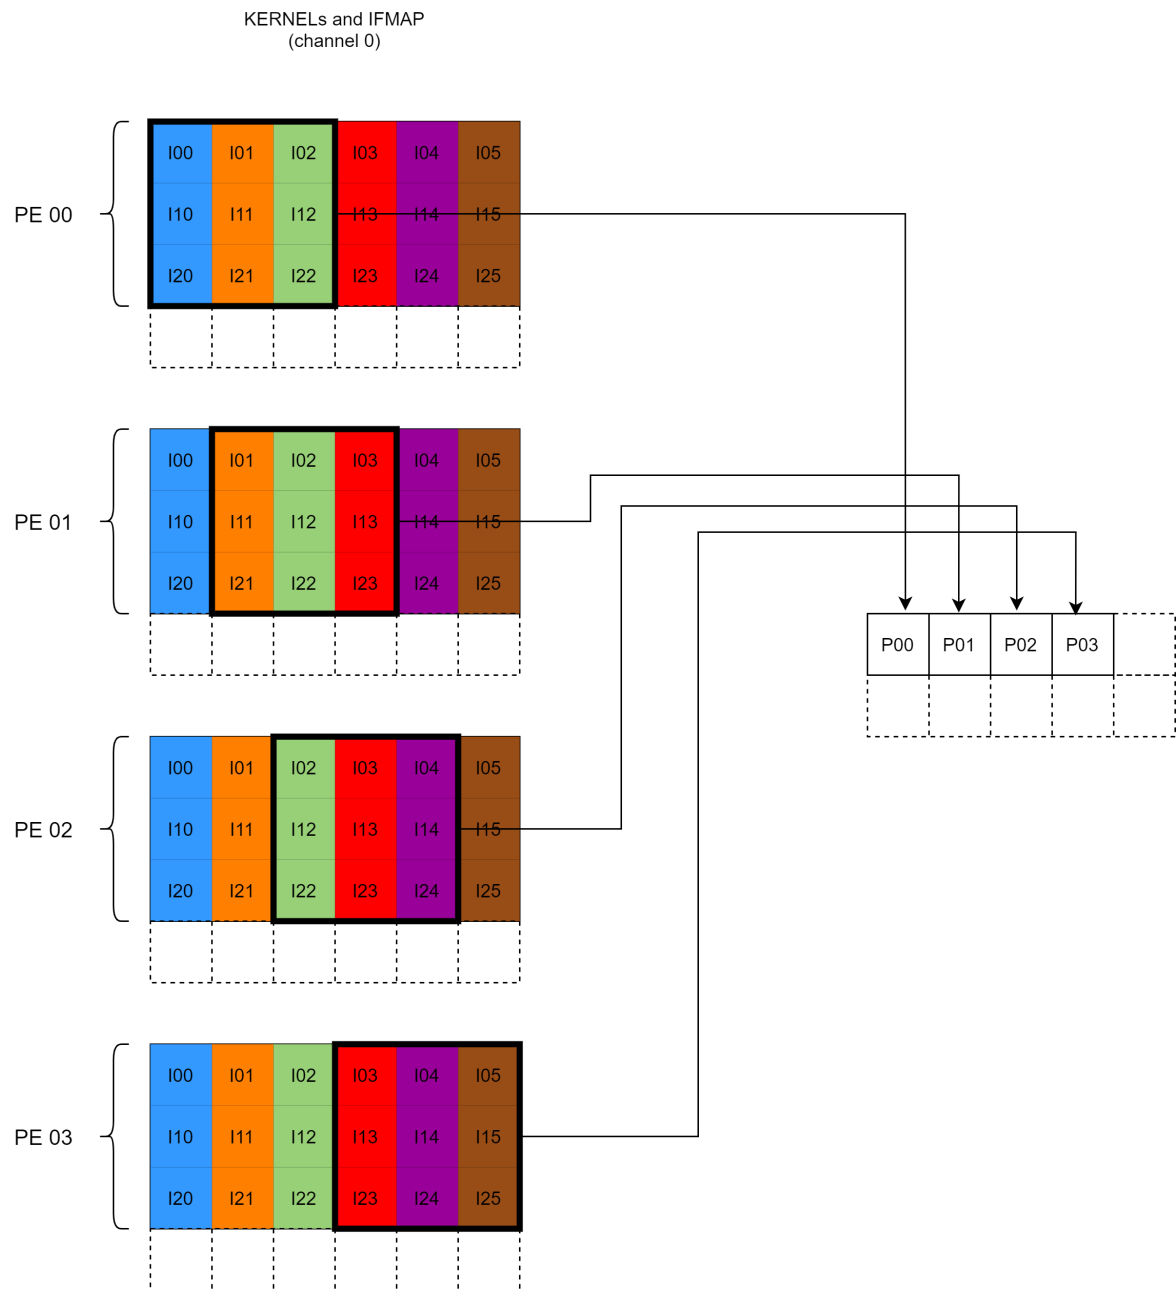 KERNELs and IFMAP
(channel 0)
I00 I01 I02 I03 I04 I05
PE 00 I10 I11 I12 I13 I14 I15
I20 I21 I22 I23 I24 I25
I00 I01 I02 I03 I04 I05
PE 01 I10 I11 I12 I13 I14 I15
I20 I21 I22 I23 I24 I25
P00 P01 P02 P03
I00 I01 I02 I03 I04 I05
PE 02 I10 I11 I12 I13 I14 I15
I20 I21 I22 I23 I24 I25
I00 I01 I02 I03 I04 I05
PE 03 I10 I11 I12 I13 I14 I15
I20 I21 I22 I23 I24 I25